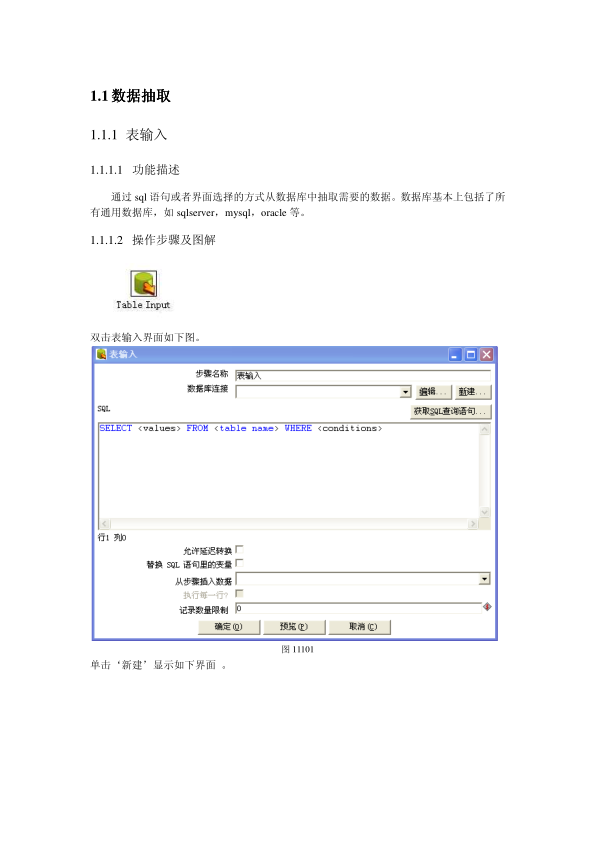 1.1 数据抽取
1.1.1 表输入
1.1.1.1 功能描述
通过 sql 语句或者界面选择的方式从数据库中抽取需要的数据。数据库基本上包括了所
有通用数据库，如 sqlserver，mysql，oracle 等。
1.1.1.2 操作步骤及图解
Table Input
双击表输入界面如下图。
表输入
步骤名称 表输入
数据库连接 编辑... 新建...
SQL 获取SQL查询语句...
SELECT <values> FROM <table name> WHERE <conditions>
行1 列0
允许延迟转换
替换 SQL 语句里的变量
从步骤插入数据
执行每一行?
记录数量限制 0
确定(O) 预览(P) 取消(C)
图 11101
单击‘新建’显示如下界面 。